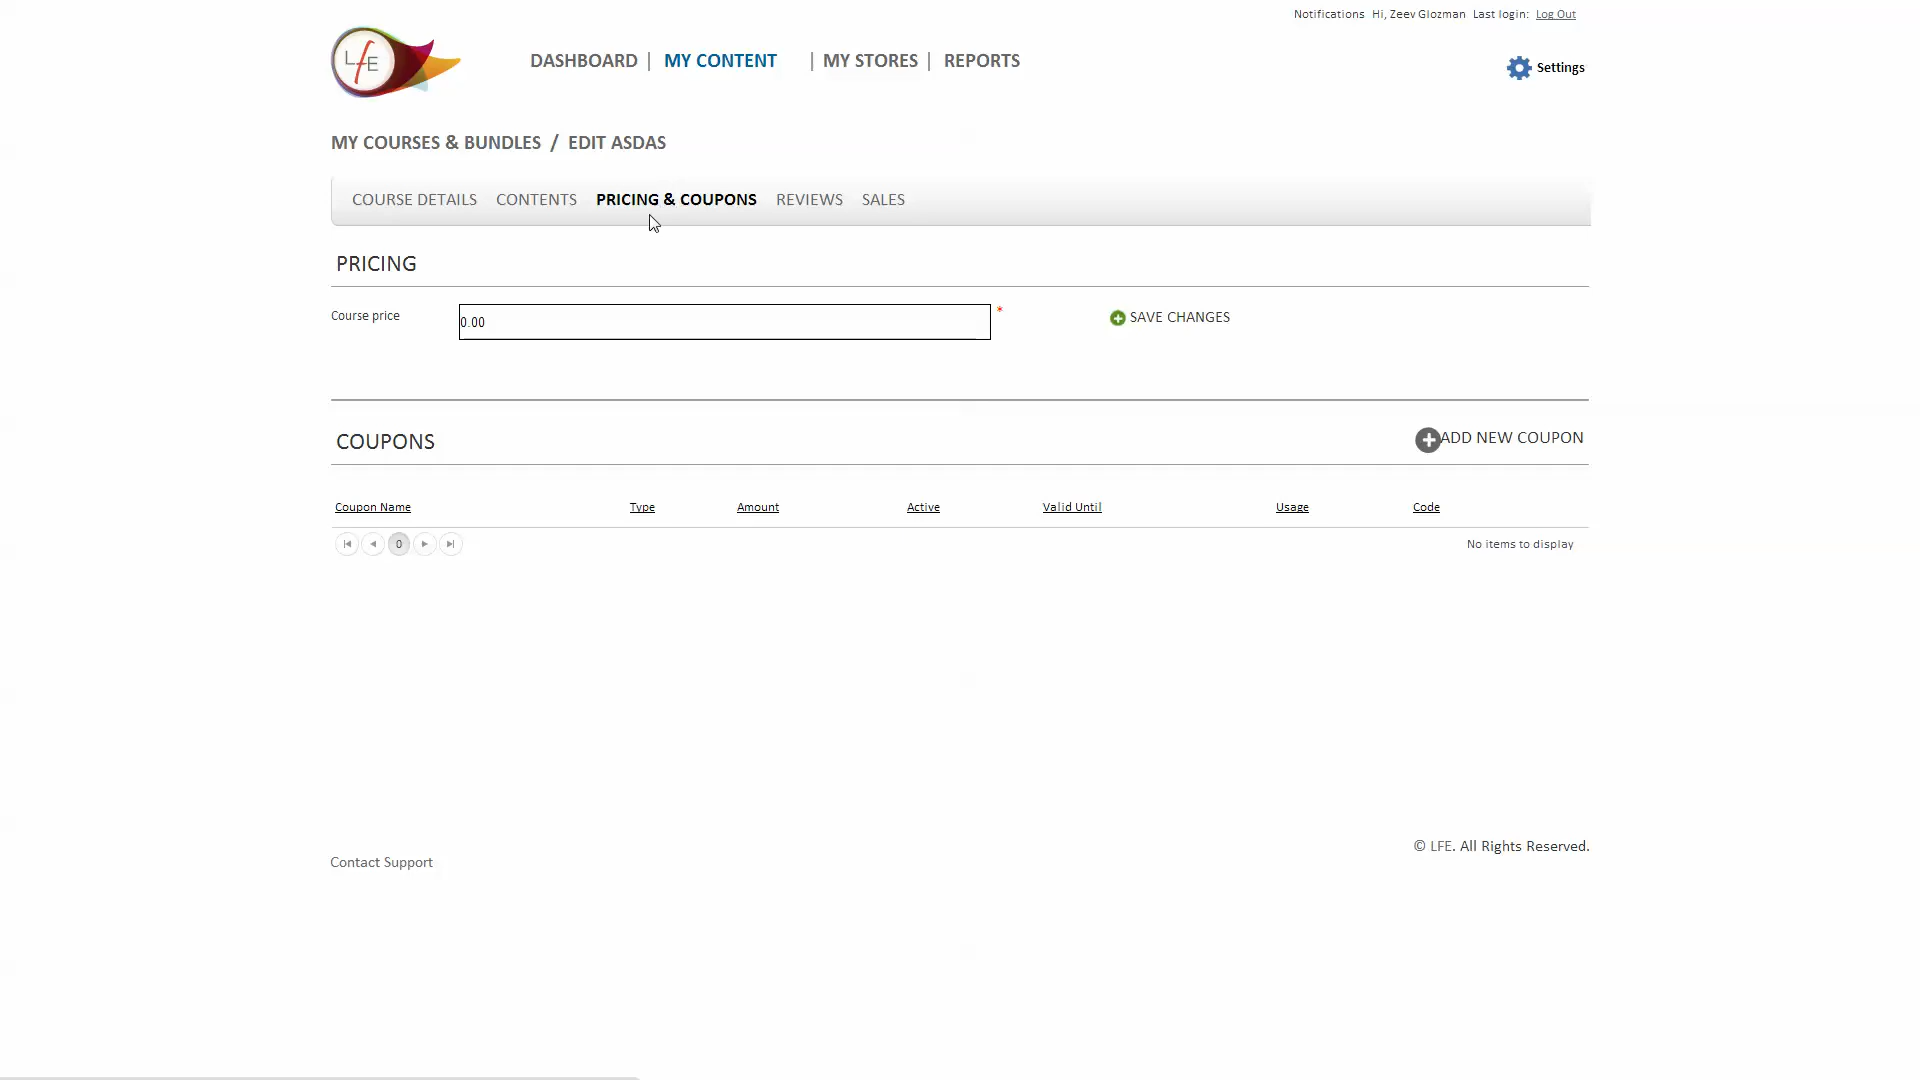 Notifications Hi, Zeev Glozman Last login: Log Out
LfE
DASHBOARD | MY CONTENT | MY STORES | REPORTS
Settings
MY COURSES & BUNDLES / EDIT ASDAS
COURSE DETAILS CONTENTS PRICING & COUPONS REVIEWS SALES
PRICING
Course price 0.00 * SAVE CHANGES
COUPONS ADD NEW COUPON
Coupon Name Type Amount Active Valid Until Usage Code
0 No items to display
© LFE. All Rights Reserved.
Contact Support